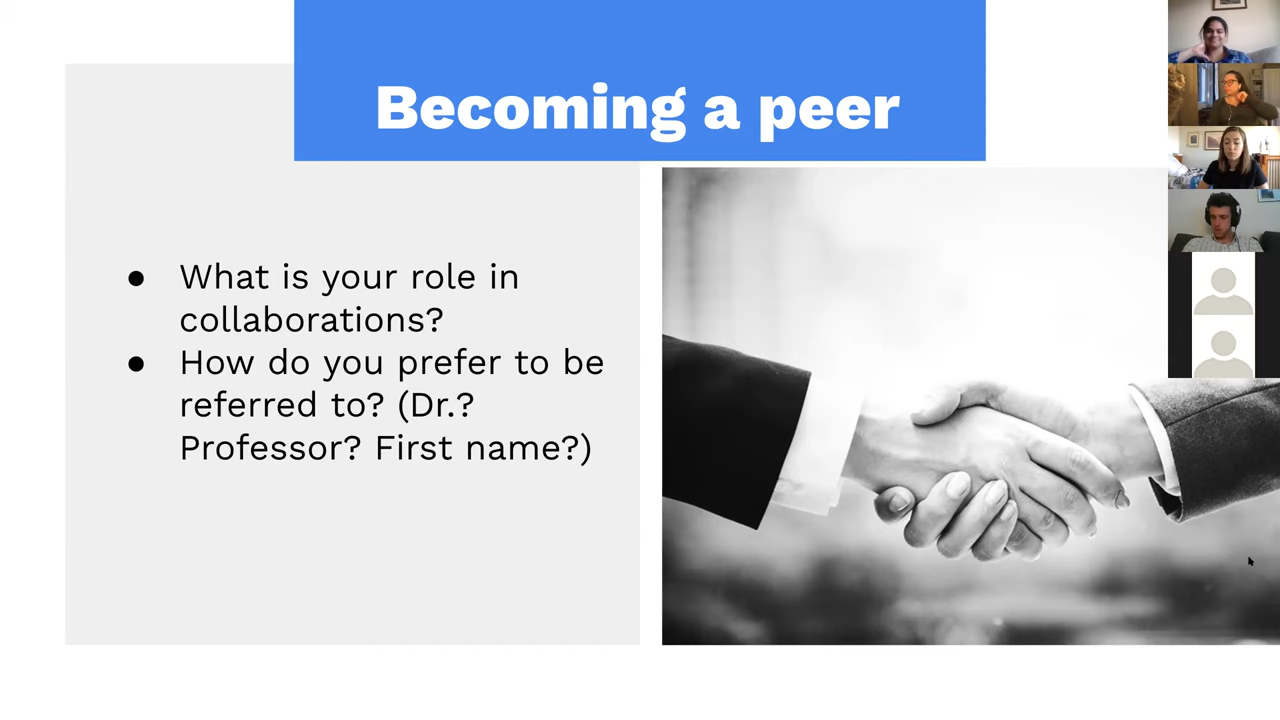 Becoming a peer
● What is your role in
collaborations?
● How do you prefer to be
referred to? (Dr.?
Professor? First name?)